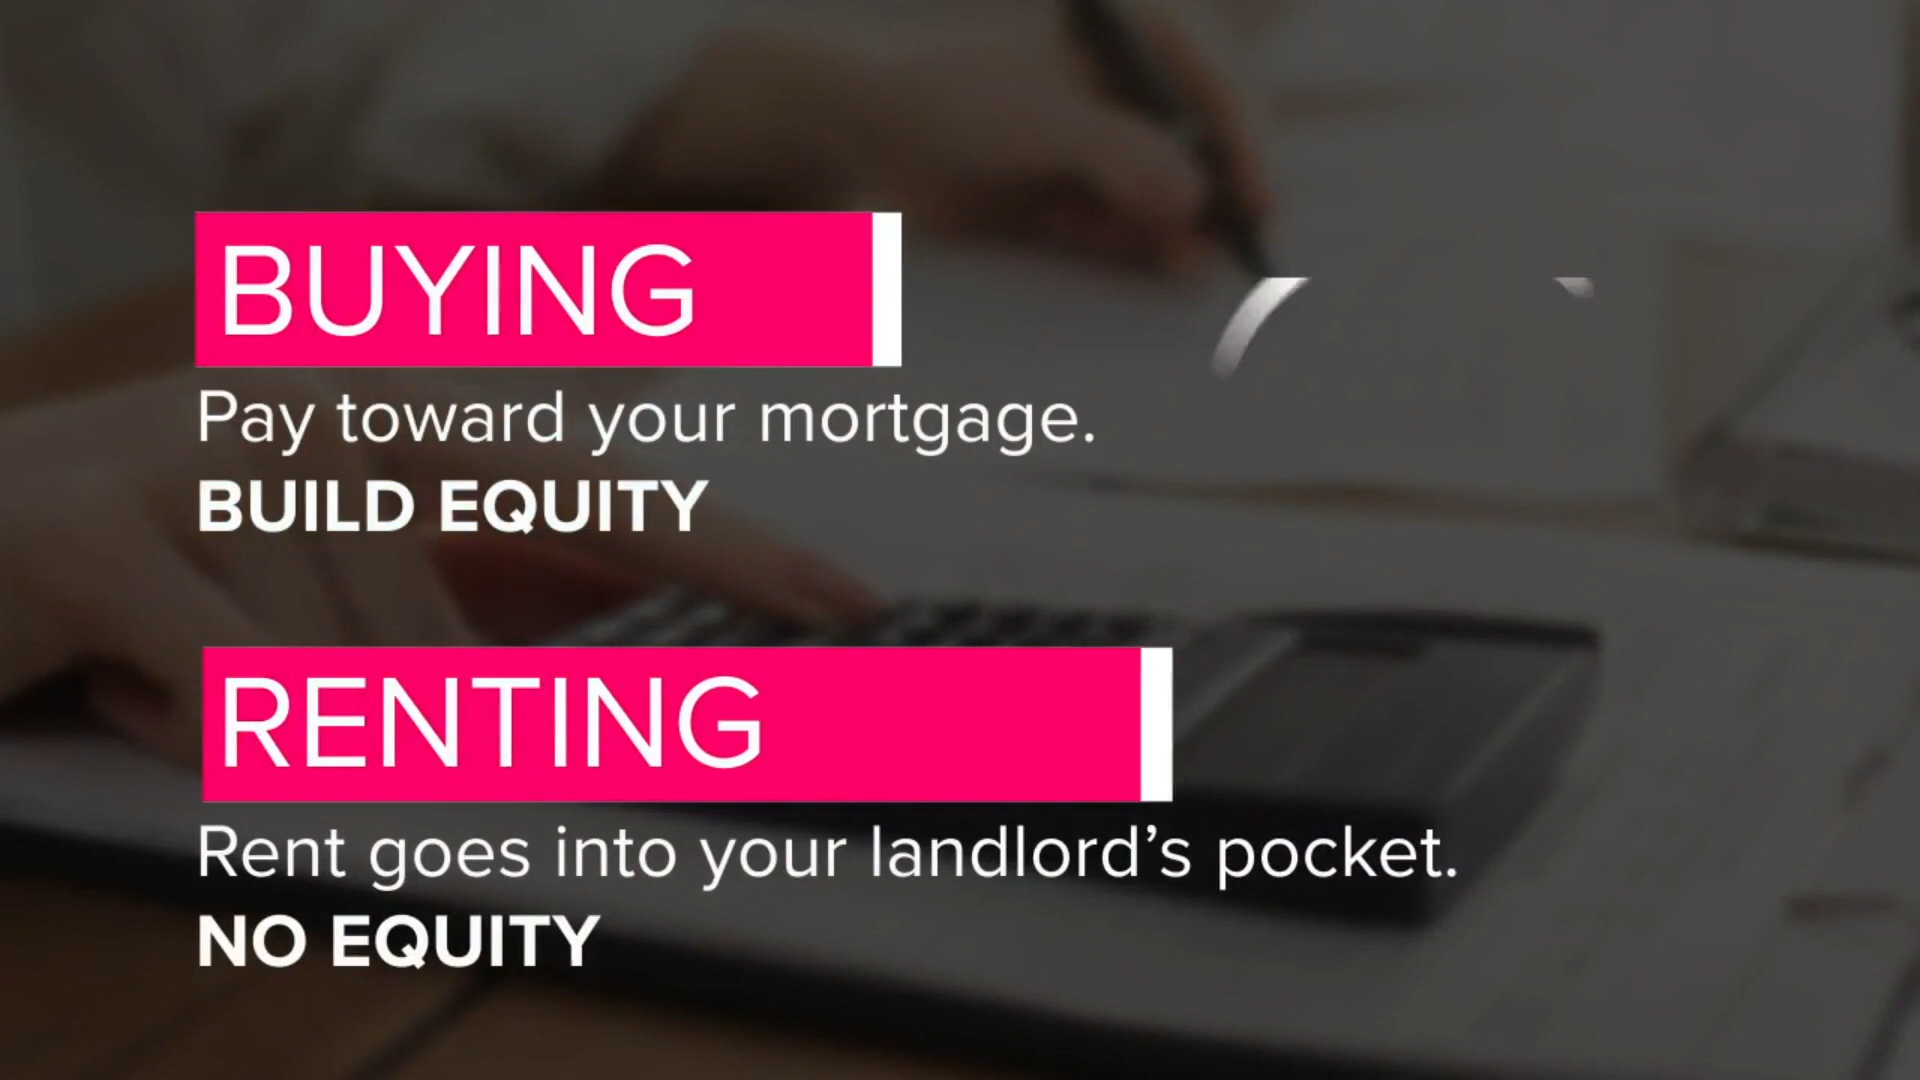 BUYING
Pay toward your mortgage.
BUILD EQUITY
RENTING
Rent goes into your landlord’s pocket.
NO EQUITY